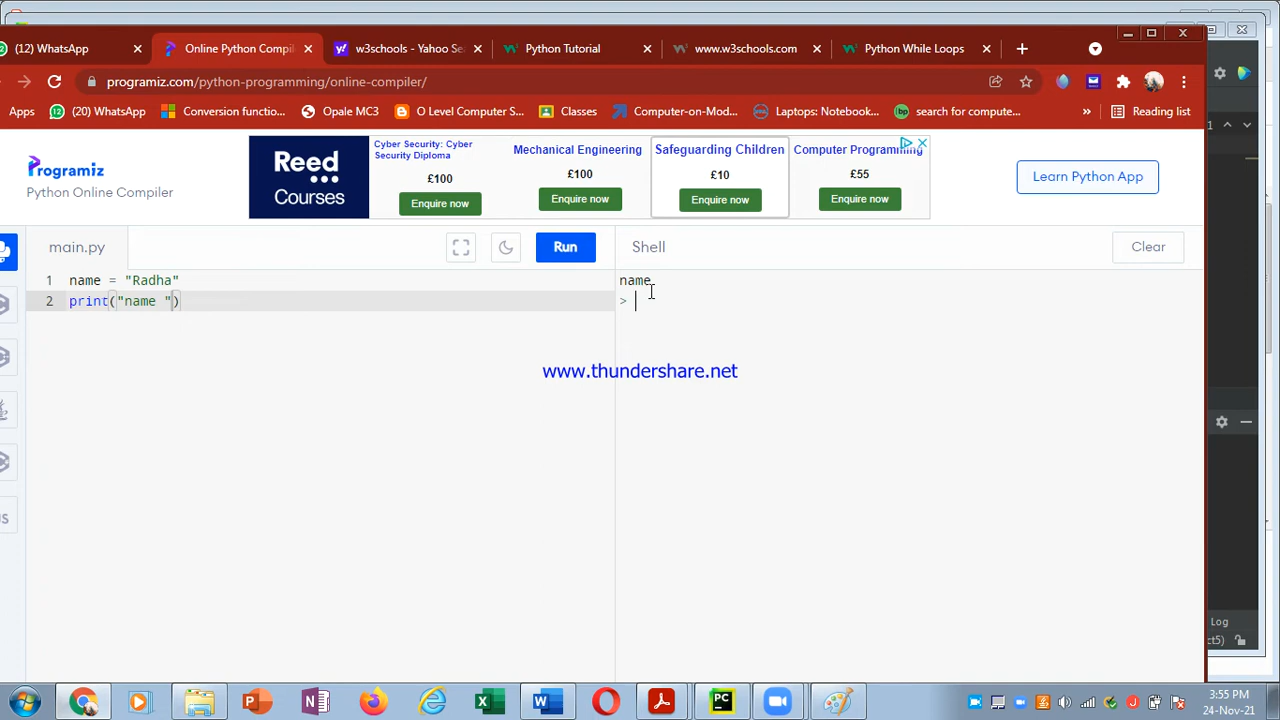 (12) WhatsApp
Online Python Compil
w3schools - Yahoo Se
Python Tutorial
www.w3schools.com
Python While Loops
programiz.com/python-programming/online-compiler/
Apps
(20) WhatsApp
Conversion functio...
Opale MC3
O Level Computer S...
Classes
Computer-on-Mod...
Laptops: Notebook...
search for compute...
»
Reading list
Programiz
Python Online Compiler
Reed
Courses
Cyber Security: Cyber
Security Diploma
£100
Enquire now
Mechanical Engineering
£100
Enquire now
Safeguarding Children
£10
Enquire now
Computer Programming
£55
Enquire now
Learn Python App
main.py
Run
Shell
Clear
1 name = "Radha"
2 print("name ")
name
>
www.thundershare.net
1
Log
ct5)
JS
3:55 PM
24-Nov-21